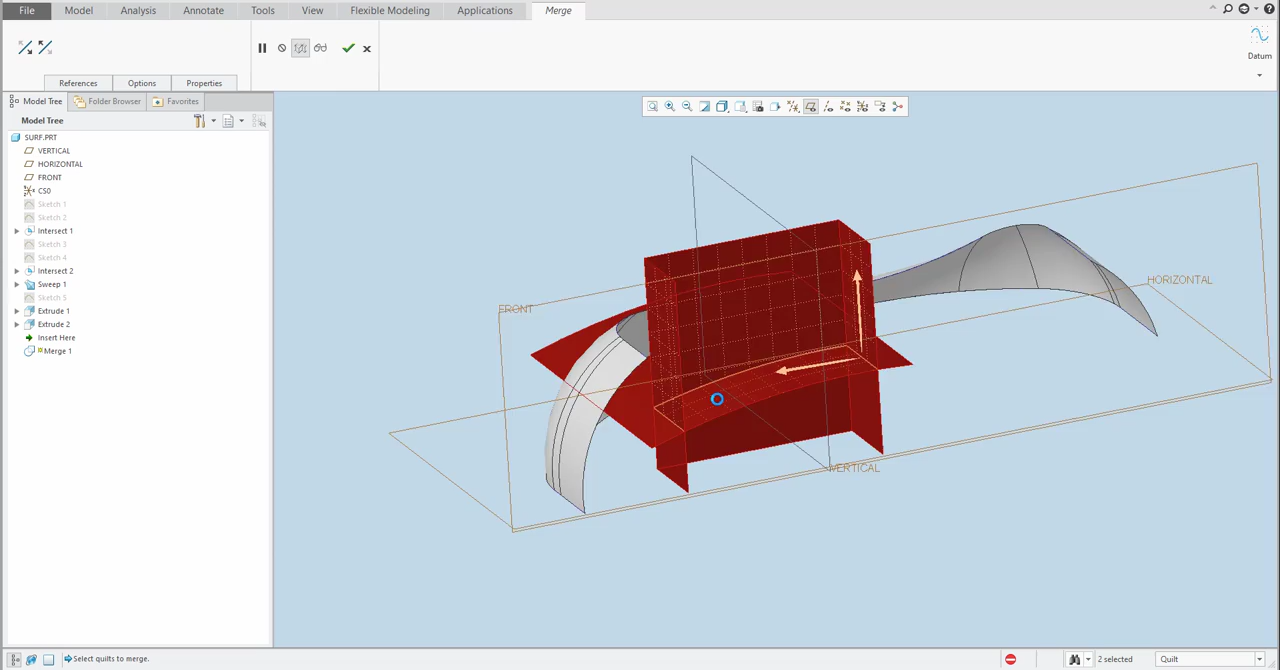 File Model Analysis Annotate Tools View Flexible Modeling Applications Merge
Datum
References Options Properties
Model Tree Folder Browser Favorites
Model Tree
SURF.PRT
VERTICAL
HORIZONTAL
FRONT
CS0
Sketch 1
Sketch 2
Intersect 1
Sketch 3
Sketch 4
Intersect 2
Sweep 1
Sketch 5
Extrude 1
Extrude 2
Insert Here
Merge 1
FRONT
HORIZONTAL
VERTICAL
Select quilts to merge.
2 selected
Quilt